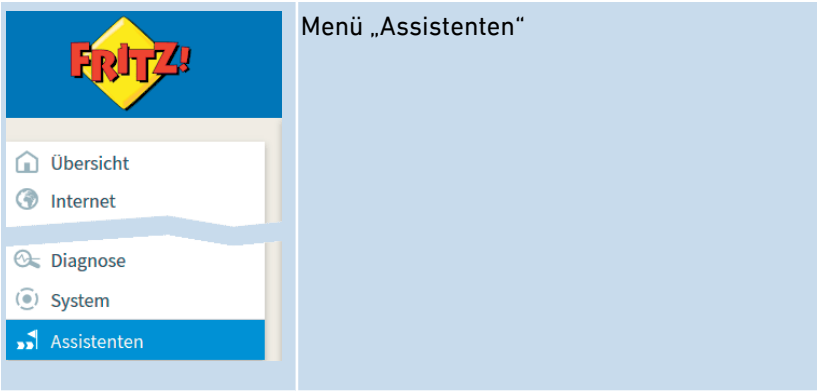 FRITZ!
Menü „Assistenten“
Übersicht
Internet
Diagnose
System
Assistenten